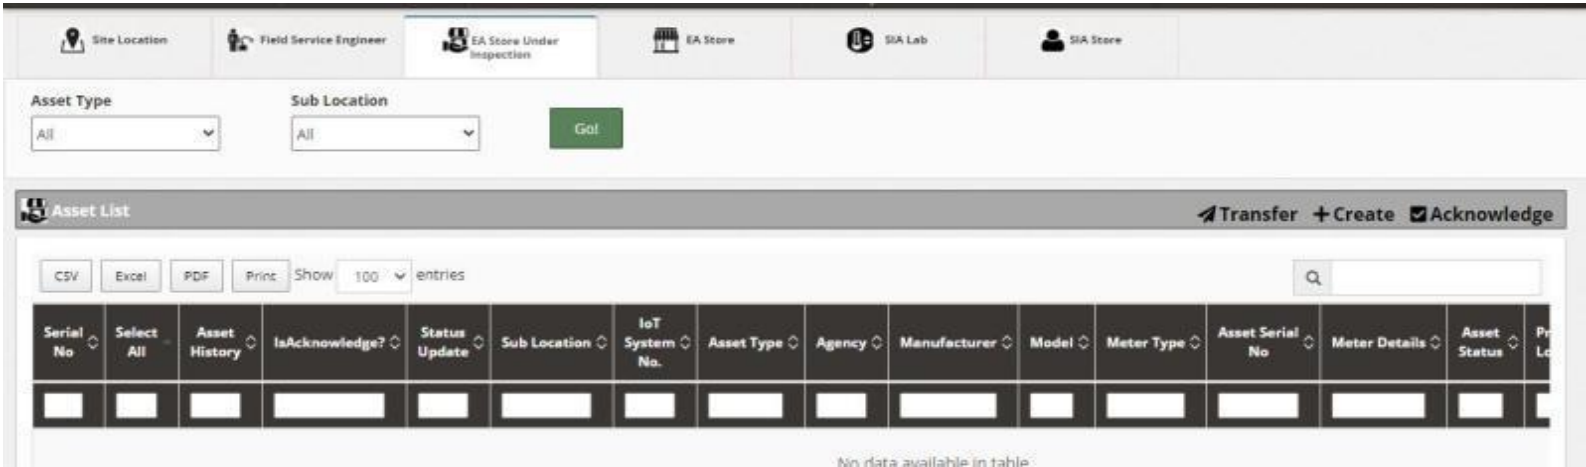 Site Location
Field Service Engineer
EA Store Under
Inspection
EA Store
SIA Lab
SIA Store
Asset Type
Sub Location
All
All
Go!
Asset List
Transfer
Create
Acknowledge
CSV
Excel
PDF
Print
Show 100 entries
Serial
No
Select
All
Asset
History
IsAcknowledge?
Status
Update
Sub Location
IoT
System
No.
Asset Type
Agency
Manufacturer
Model
Meter Type
Asset Serial
No
Meter Details
Asset
Status
Pr
Lo
No data available in table